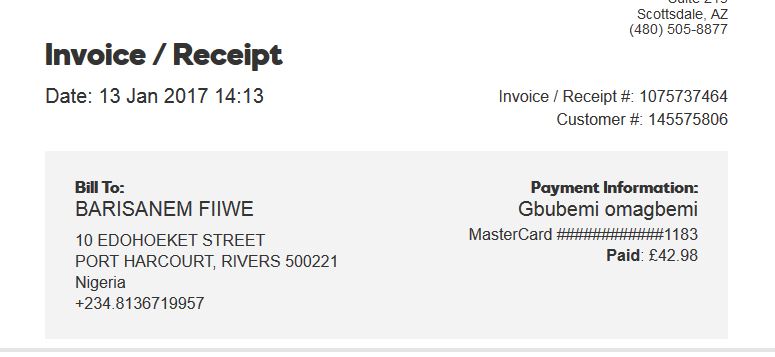 Suite 219
Scottsdale, AZ
(480) 505-8877
Invoice / Receipt
Date: 13 Jan 2017 14:13
Invoice / Receipt #: 1075737464
Customer #: 145575806
Bill To:
BARISANEM FIIWE
10 EDOHOEKET STREET
PORT HARCOURT, RIVERS 500221
Nigeria
+234.8136719957
Payment Information:
Gbubemi omagbemi
MasterCard ############1183
Paid: £42.98